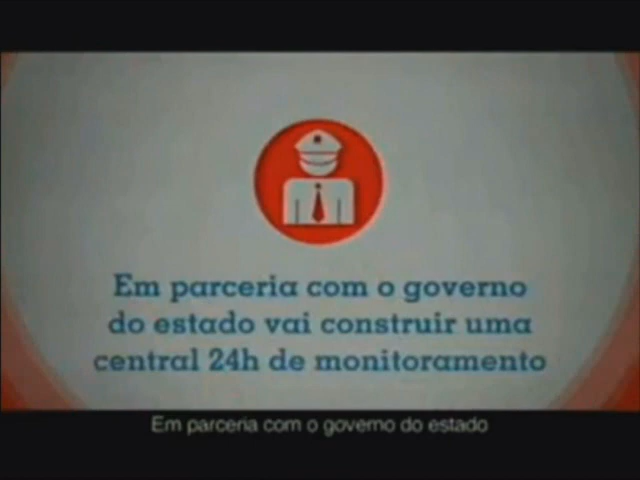 Em parceria com o governo
do estado vai construir uma
central 24h de monitoramento
Em parceria com o governo do estado